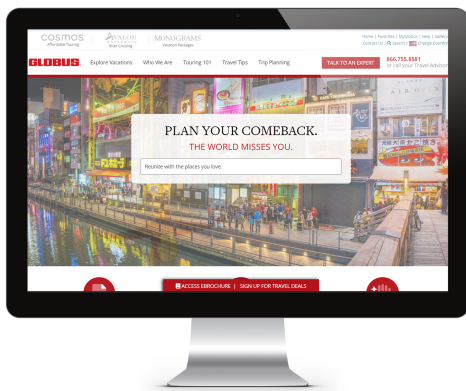 COSMOS
Affordable Touring
AVALON
WATERWAYS
River Cruising
MONOGRAMS
Vacation Packages
Home | Favorites | MyGlobus | Help | Gallery
Contact Us | Search | Change Country
GLOBUS.
Explore Vacations
Who We Are
Touring 101
Travel Tips
Trip Planning
TALK TO AN EXPERT
866.755.8581
or call your Travel Advisor
PLAN YOUR COMEBACK.
THE WORLD MISSES YOU.
Reunite with the places you love.
ACCESS EBROCHURE | SIGN UP FOR TRAVEL DEALS